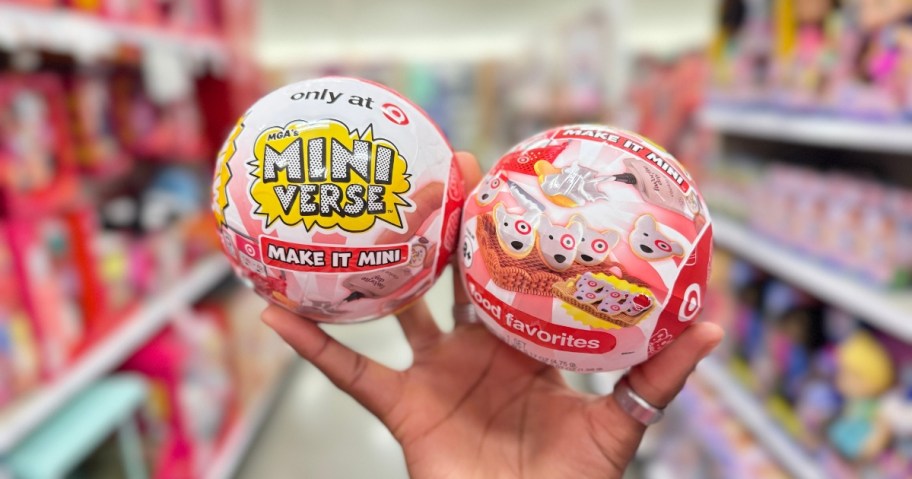 only at
MGA's
MINI
VERSE
MAKE IT MINI
MAKE IT MINI
food favorites